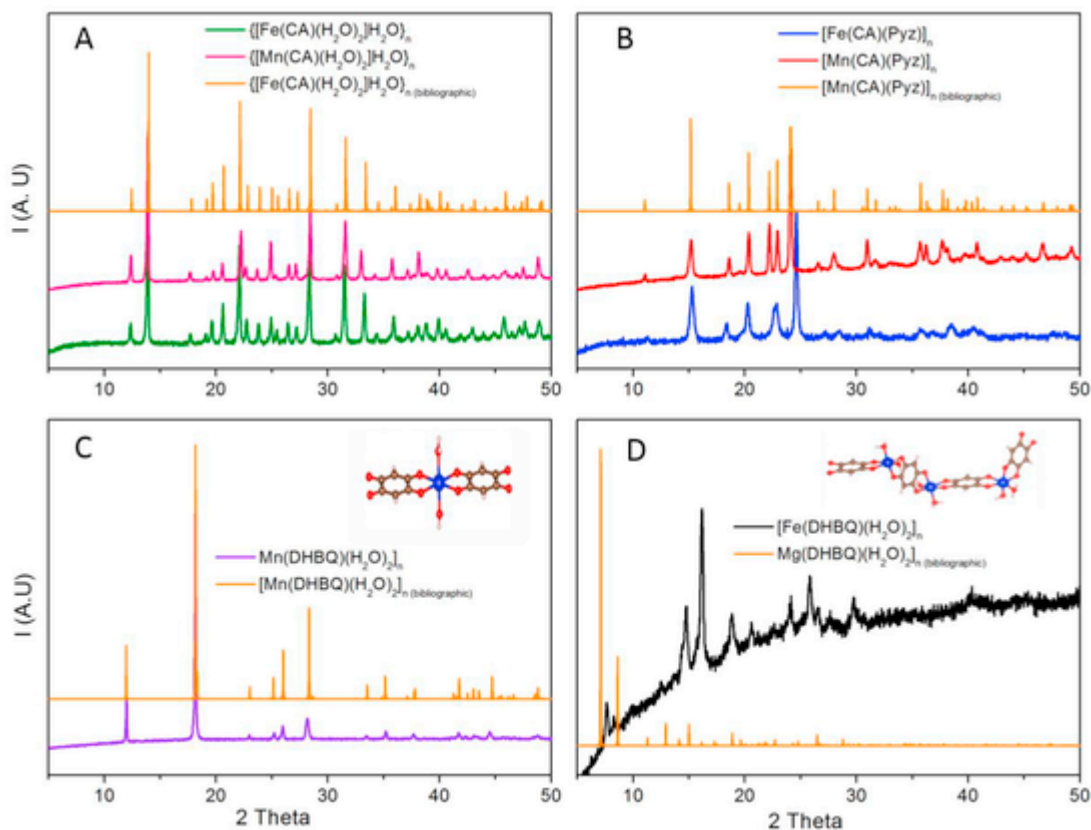 A
{[Fe(CA)(H₂O)₂]H₂O}ₙ
{[Mn(CA)(H₂O)₂]H₂O}ₙ
{[Fe(CA)(H₂O)₂]H₂O}ₙ (bibliographic)
I (A. U)
10 20 30 40 50
B
[Fe(CA)(Pyz)]ₙ
[Mn(CA)(Pyz)]ₙ
[Mn(CA)(Pyz)]ₙ (bibliographic)
10 20 30 40 50
C
Mn(DHBQ)(H₂O)₂]ₙ
[Mn(DHBQ)(H₂O)₂]ₙ (bibliographic)
I (A.U)
10 20 30 40 50
2 Theta
D
[Fe(DHBQ)(H₂O)₂]ₙ
Mg(DHBQ)(H₂O)₂]ₙ (bibliographic)
10 20 30 40 50
2 Theta